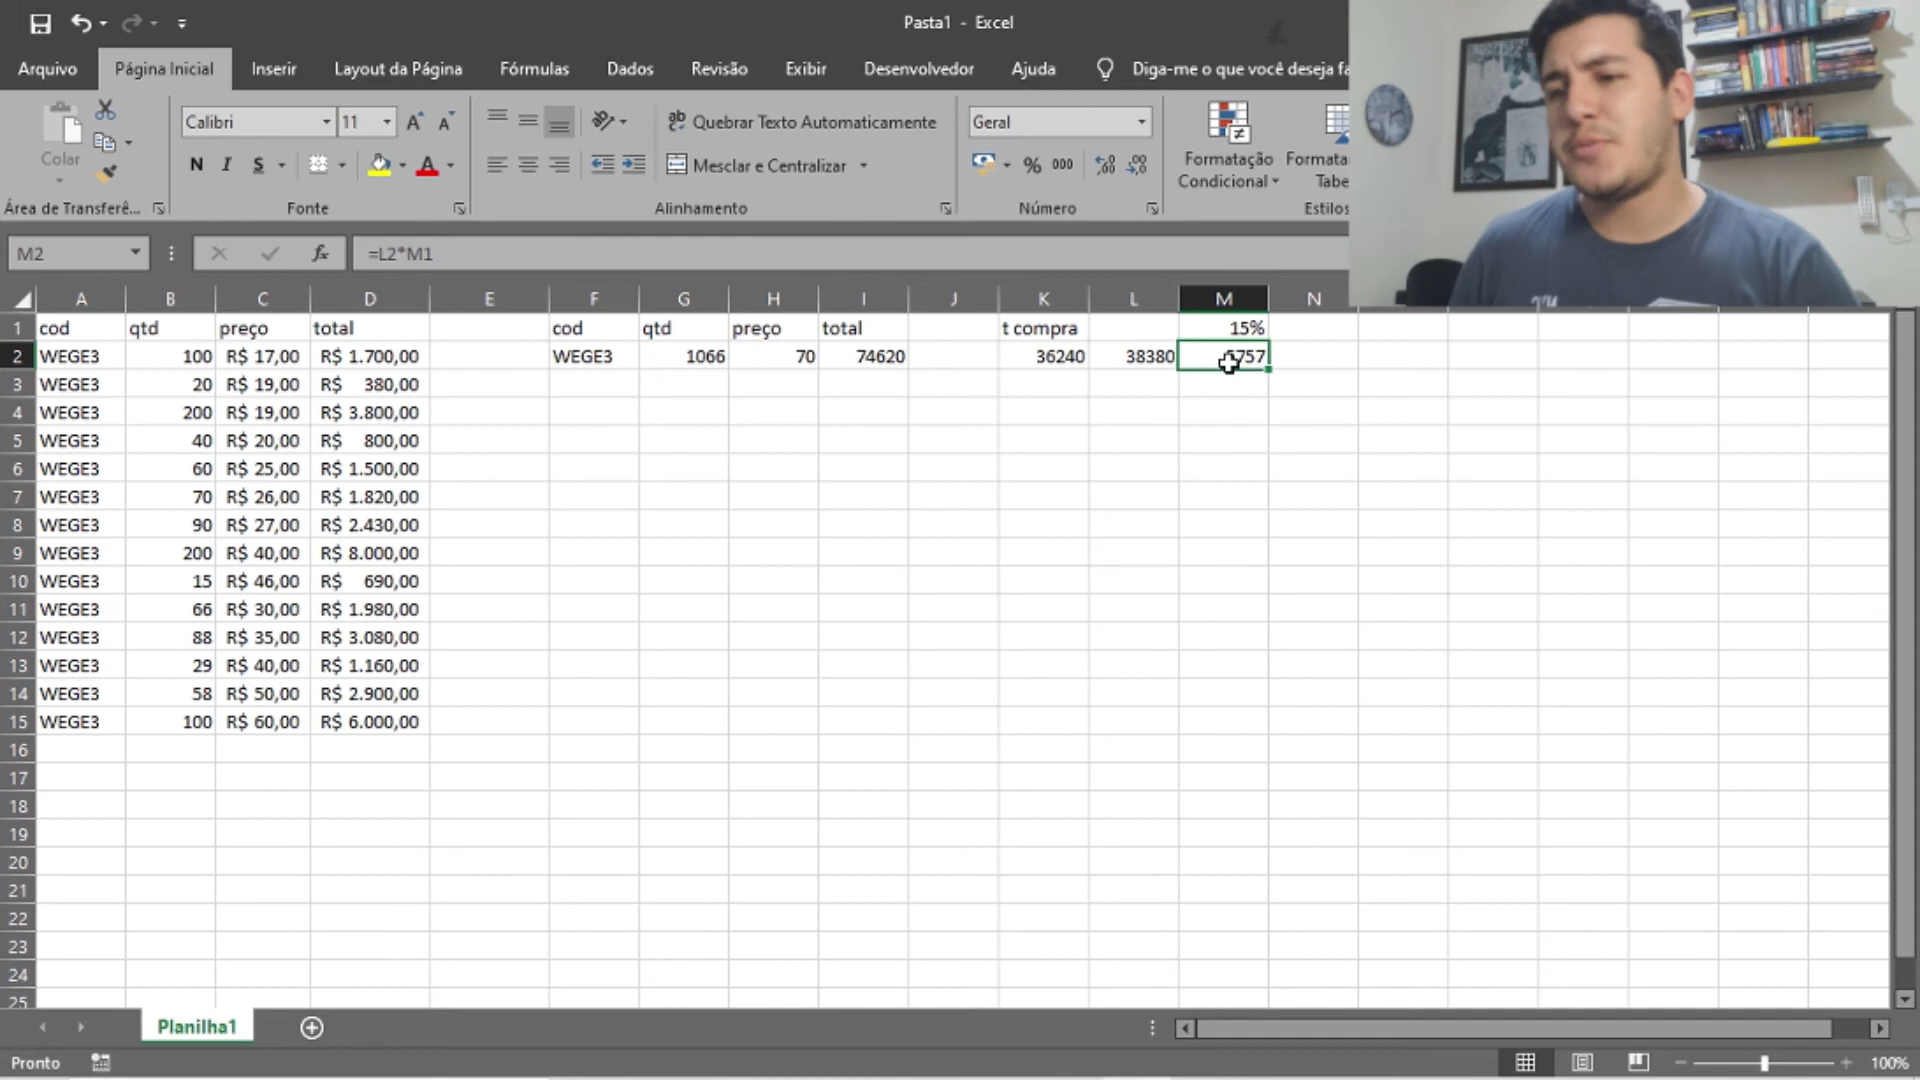 Pasta1 - Excel
Arquivo Página Inicial Inserir Layout da Página Fórmulas Dados Revisão Exibir Desenvolvedor Ajuda Diga-me o que você deseja fa
Colar
Calibri 11
Quebrar Texto Automaticamente
Geral
N I S
Mesclar e Centralizar
% 000
Formatação Condicional
Formata Tabe
Área de Transferê... Fonte Alinhamento Número Estilos
M2 fx =L2*M1
A B C D E F G H I J K L M N
1 cod qtd preço total cod qtd preço total t compra 15%
2 WEGE3 100 R$ 17,00 R$ 1.700,00 WEGE3 1066 70 74620 36240 38380 5757
3 WEGE3 20 R$ 19,00 R$ 380,00
4 WEGE3 200 R$ 19,00 R$ 3.800,00
5 WEGE3 40 R$ 20,00 R$ 800,00
6 WEGE3 60 R$ 25,00 R$ 1.500,00
7 WEGE3 70 R$ 26,00 R$ 1.820,00
8 WEGE3 90 R$ 27,00 R$ 2.430,00
9 WEGE3 200 R$ 40,00 R$ 8.000,00
10 WEGE3 15 R$ 46,00 R$ 690,00
11 WEGE3 66 R$ 30,00 R$ 1.980,00
12 WEGE3 88 R$ 35,00 R$ 3.080,00
13 WEGE3 29 R$ 40,00 R$ 1.160,00
14 WEGE3 58 R$ 50,00 R$ 2.900,00
15 WEGE3 100 R$ 60,00 R$ 6.000,00
16
17
18
19
20
21
22
23
24
25
Planilha1
Pronto 100%